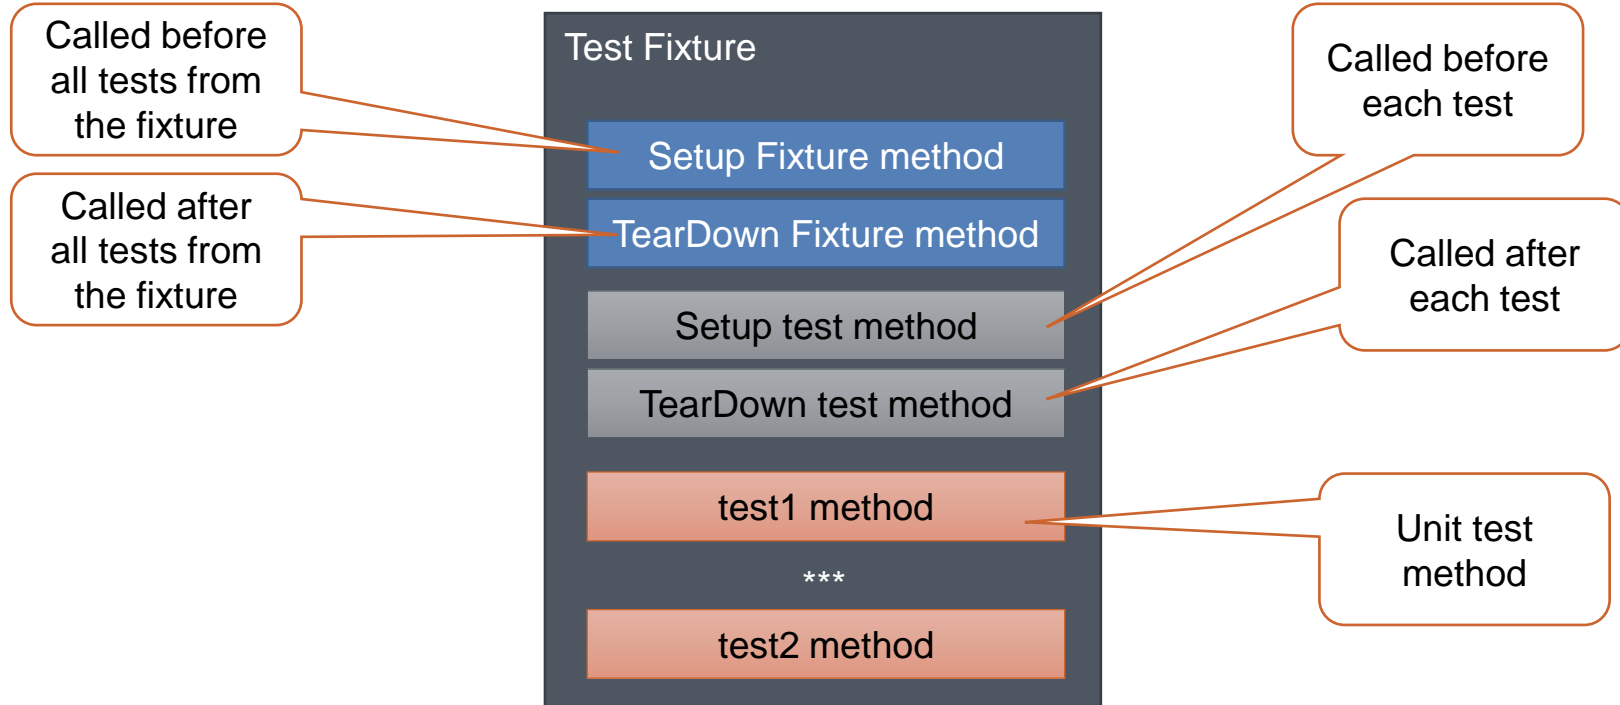 Called before
all tests from
the fixture
Called after
all tests from
the fixture
Test Fixture
Setup Fixture method
TearDown Fixture method
Setup test method
TearDown test method
test1 method
***
test2 method
Called before
each test
Called after
each test
Unit test
method